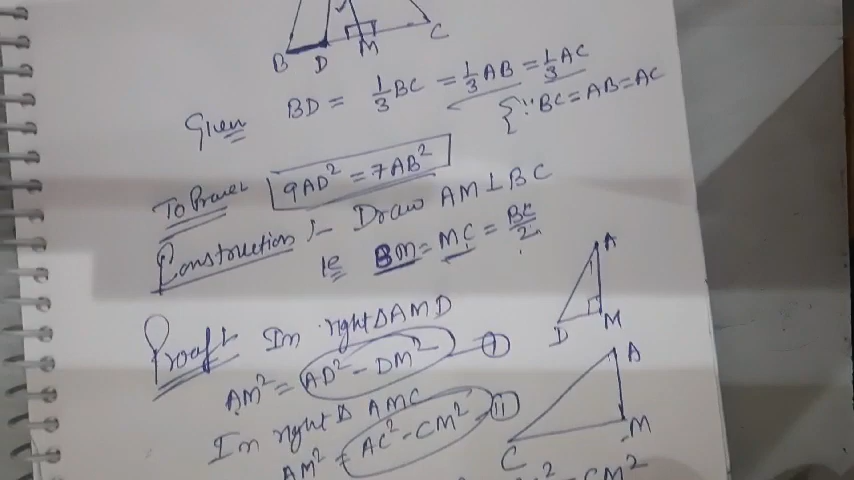 B D M C
Given BD = 1/3 BC = 1/3 AB = 1/3 AC
{∵ BC = AB = AC
To Prove 9AD² = 7AB²
Construction :- Draw AM ⊥ BC
ie BM = MC = BC/2
A
D M
Proof In right Δ AMD
AM² = AD² - DM² — I
A
In right Δ AMC
AM² = AC² - CM² — II
M
C
CM²